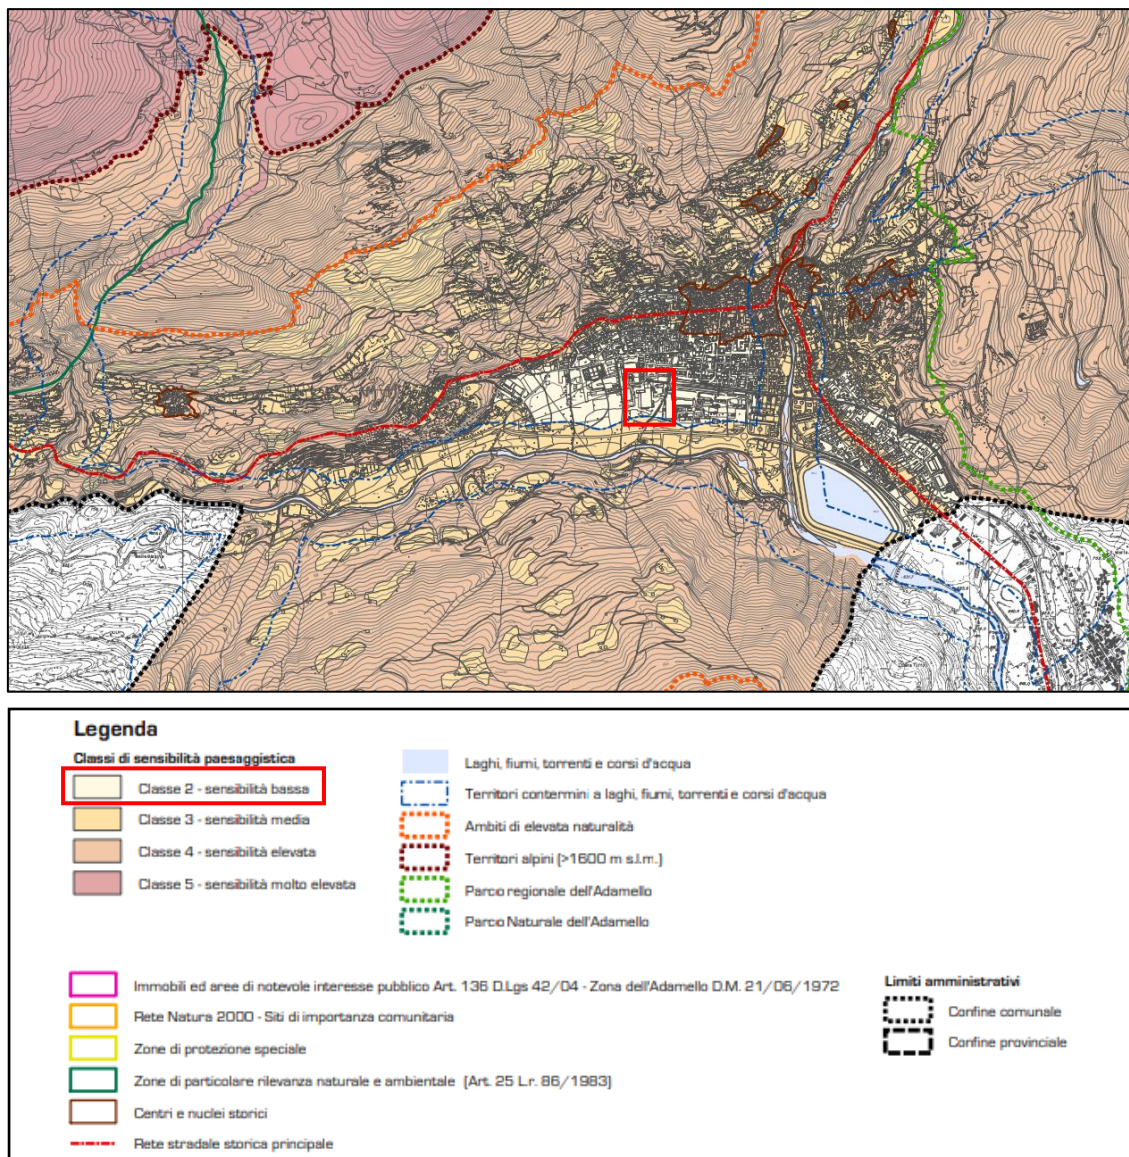 Legenda
Classi di sensibilità paesaggistica
Classe 2 - sensibilità bassa
Classe 3 - sensibilità media
Classe 4 - sensibilità elevata
Classe 5 - sensibilità molto elevata
Laghi, fiumi, torrenti e corsi d'acqua
Territori contermini a laghi, fiumi, torrenti e corsi d'acqua
Ambiti di elevata naturalità
Territori alpini (>1600 m s.l.m.)
Parco regionale dell'Adamello
Parco Naturale dell'Adamello
Immobili ed aree di notevole interesse pubblico Art. 136 D.Lgs 42/04 - Zona dell'Adamello D.M. 21/06/1972
Rete Natura 2000 - Siti di importanza comunitaria
Zone di protezione speciale
Zone di particolare rilevanza naturale e ambientale (Art. 25 L.r. 86/1983)
Centri e nuclei storici
Rete stradale storica principale
Limiti amministrativi
Confine comunale
Confine provinciale